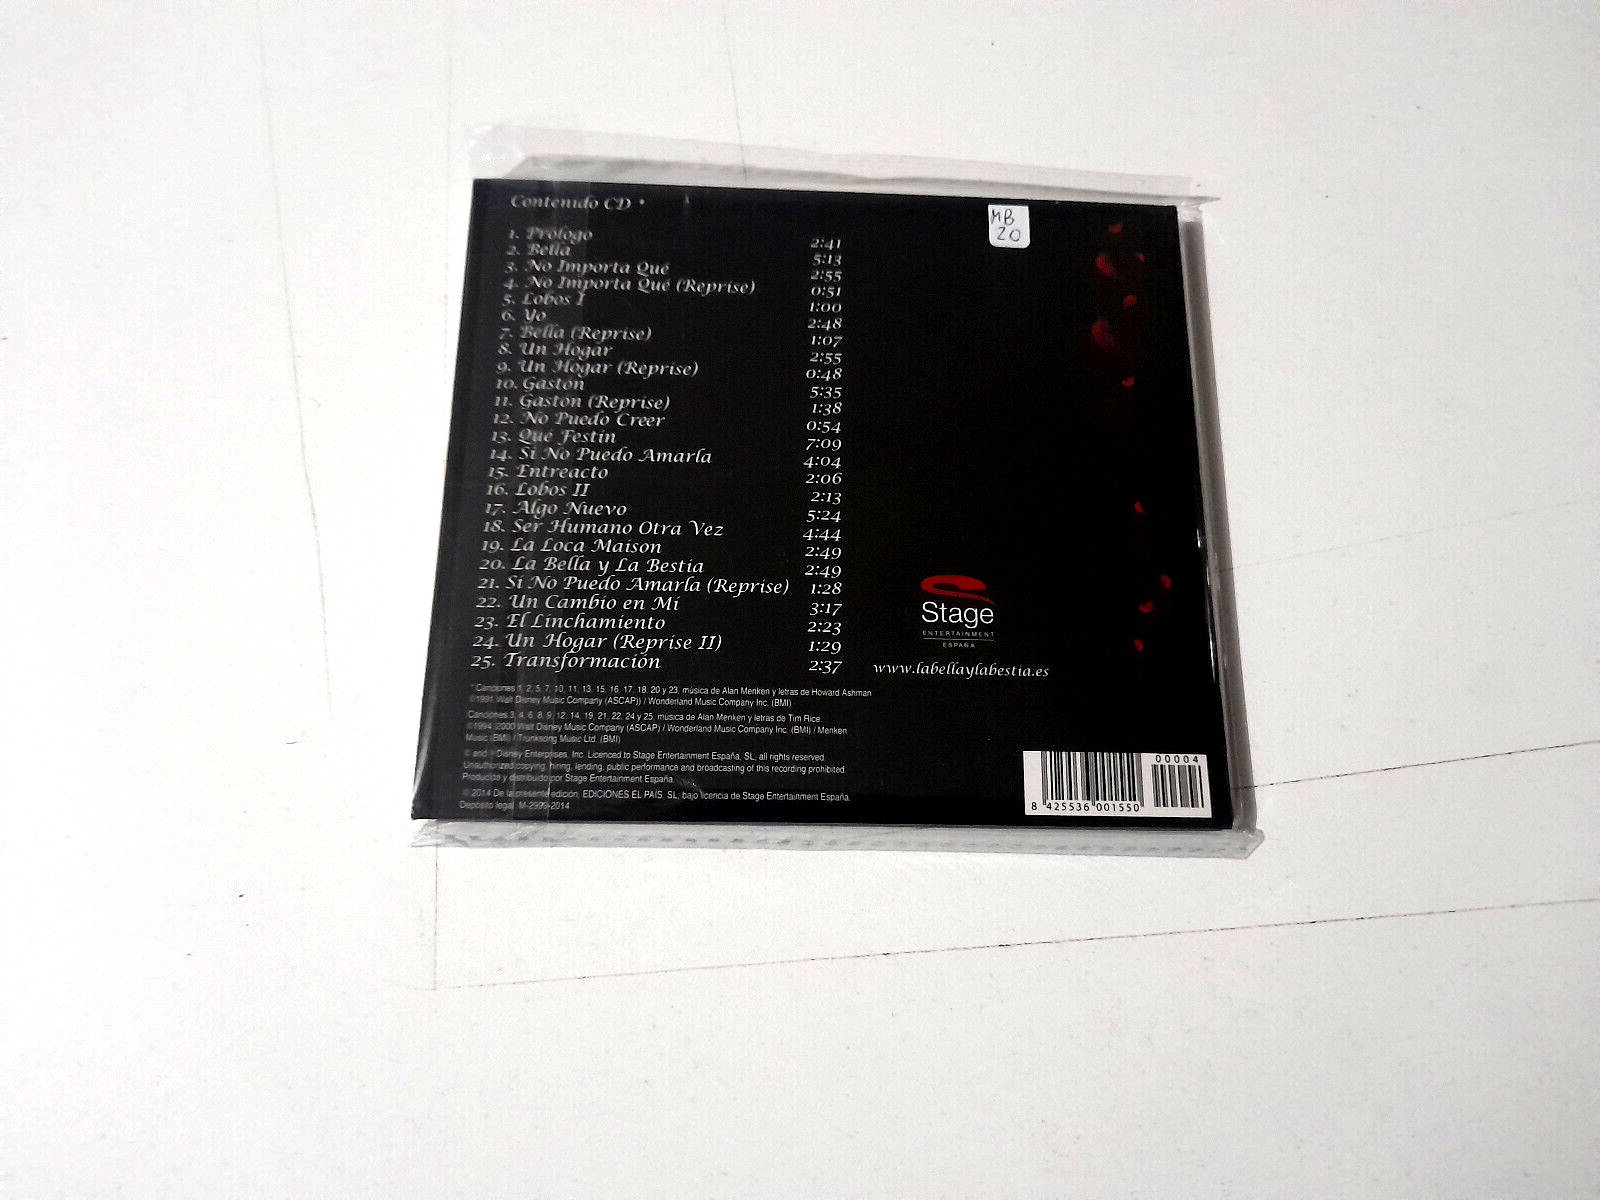 Contenido CD *
MB
20
1. Prólogo 2:41
2. Bella 5:13
3. No Importa Qué 2:55
4. No Importa Qué (Reprise) 0:51
5. Lobos I 1:00
6. Yo 2:48
7. Bella (Reprise) 1:07
8. Un Hogar 2:55
9. Un Hogar (Reprise) 0:48
10. Gastón 5:35
11. Gastón (Reprise) 1:38
12. No Puedo Creer 0:54
13. Qué Festín 7:09
14. Si No Puedo Amarla 4:04
15. Entreacto 2:06
16. Lobos II 2:13
17. Algo Nuevo 5:24
18. Ser Humano Otra Vez 4:44
19. La Loca Maison 2:49
20. La Bella y La Bestia 2:49
21. Si No Puedo Amarla (Reprise) 1:28
22. Un Cambio en Mí 3:17
23. El Linchamiento 2:23
24. Un Hogar (Reprise II) 1:29
25. Transformación 2:37
Stage
ENTERTAINMENT
ESPAÑA
www.labellaylabestia.es
* Canciones 1, 2, 5, 7, 10, 11, 13, 15, 16, 17, 18, 20 y 23, música de Alan Menken y letras de Howard Ashman
©1991 Walt Disney Music Company (ASCAP)) / Wonderland Music Company Inc. (BMI)
Canciones 3, 4, 6, 8, 9, 12, 14, 19, 21, 22, 24 y 25, música de Alan Menken y letras de Tim Rice
©1994, 2000 Walt Disney Music Company (ASCAP) / Wonderland Music Company Inc. (BMI) / Menken
Music (BMI) / Trunksong Music Ltd. (BMI)
Disney Enterprises, Inc. Licenced to Stage Entertainment España, SL, all rights reserved.
Unauthorized copying, hiring, lending, public performance and broadcasting of this recording prohibited.
Producido y distribuido por Stage Entertainment España.
© 2014 De la presente edición, EDICIONES EL PAÍS, SL, bajo licencia de Stage Entertainment España.
Depósito legal: M-2999-2014
00004
8 425536 001550